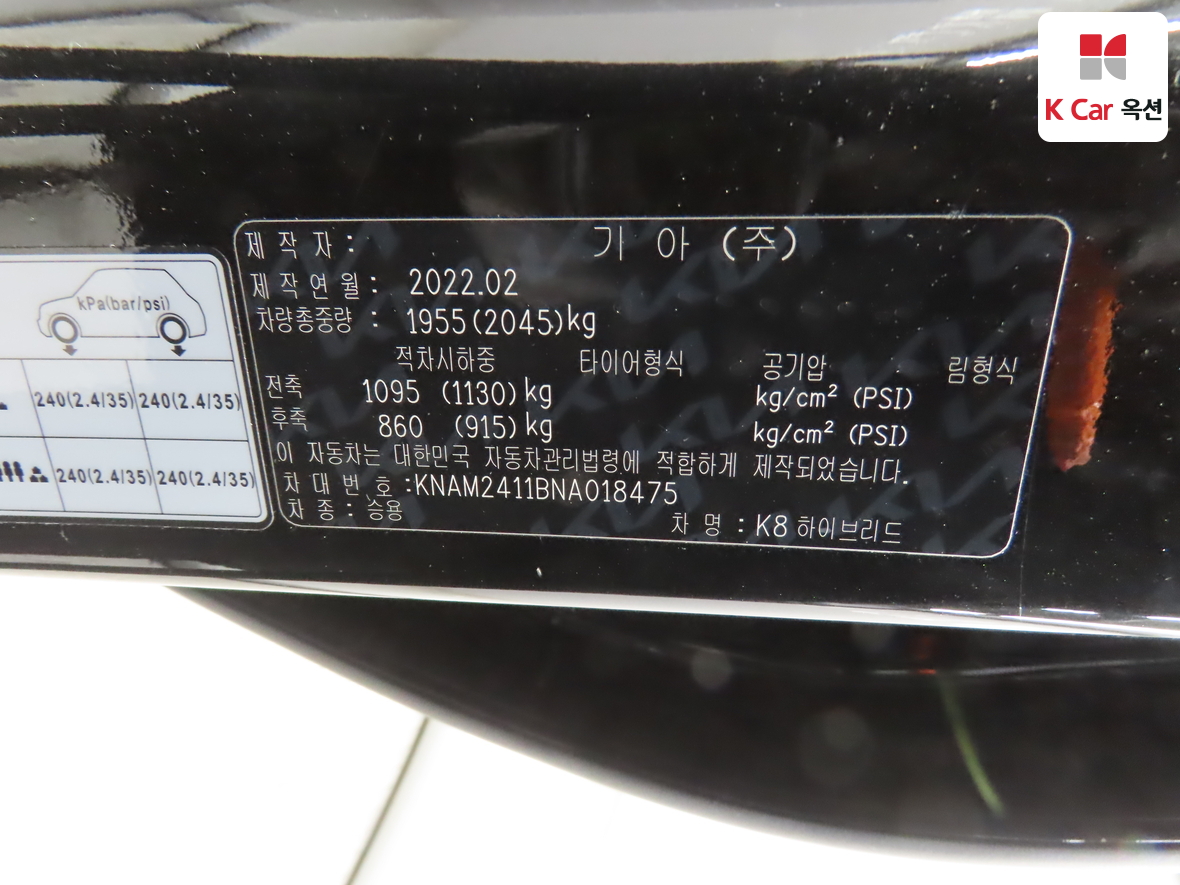 K Car 옥션
제 작 자 : 기 아 (주)
제 작 연 월 : 2022.02
차량총중량 : 1955(2045)kg
적차시하중 타이어형식 공기압 림형식
전축 1095 (1130) kg kg/cm² (PSI)
후축 860 (915) kg kg/cm² (PSI)
이 자동차는 대한민국 자동차관리법령에 적합하게 제작되었습니다.
차 대 번 호 :KNAM2411BNA018475
차 종 : 승용 차 명 : K8 하이브리드
kPa(bar/psi)
240(2.4/35) 240(2.4/35)
240(2.4/35) 240(2.4/35)